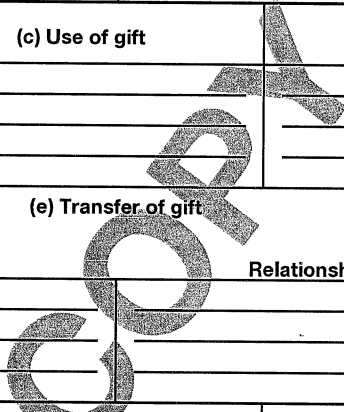 (c) Use of gift
(e) Transfer of gift
Relationsh
COPY